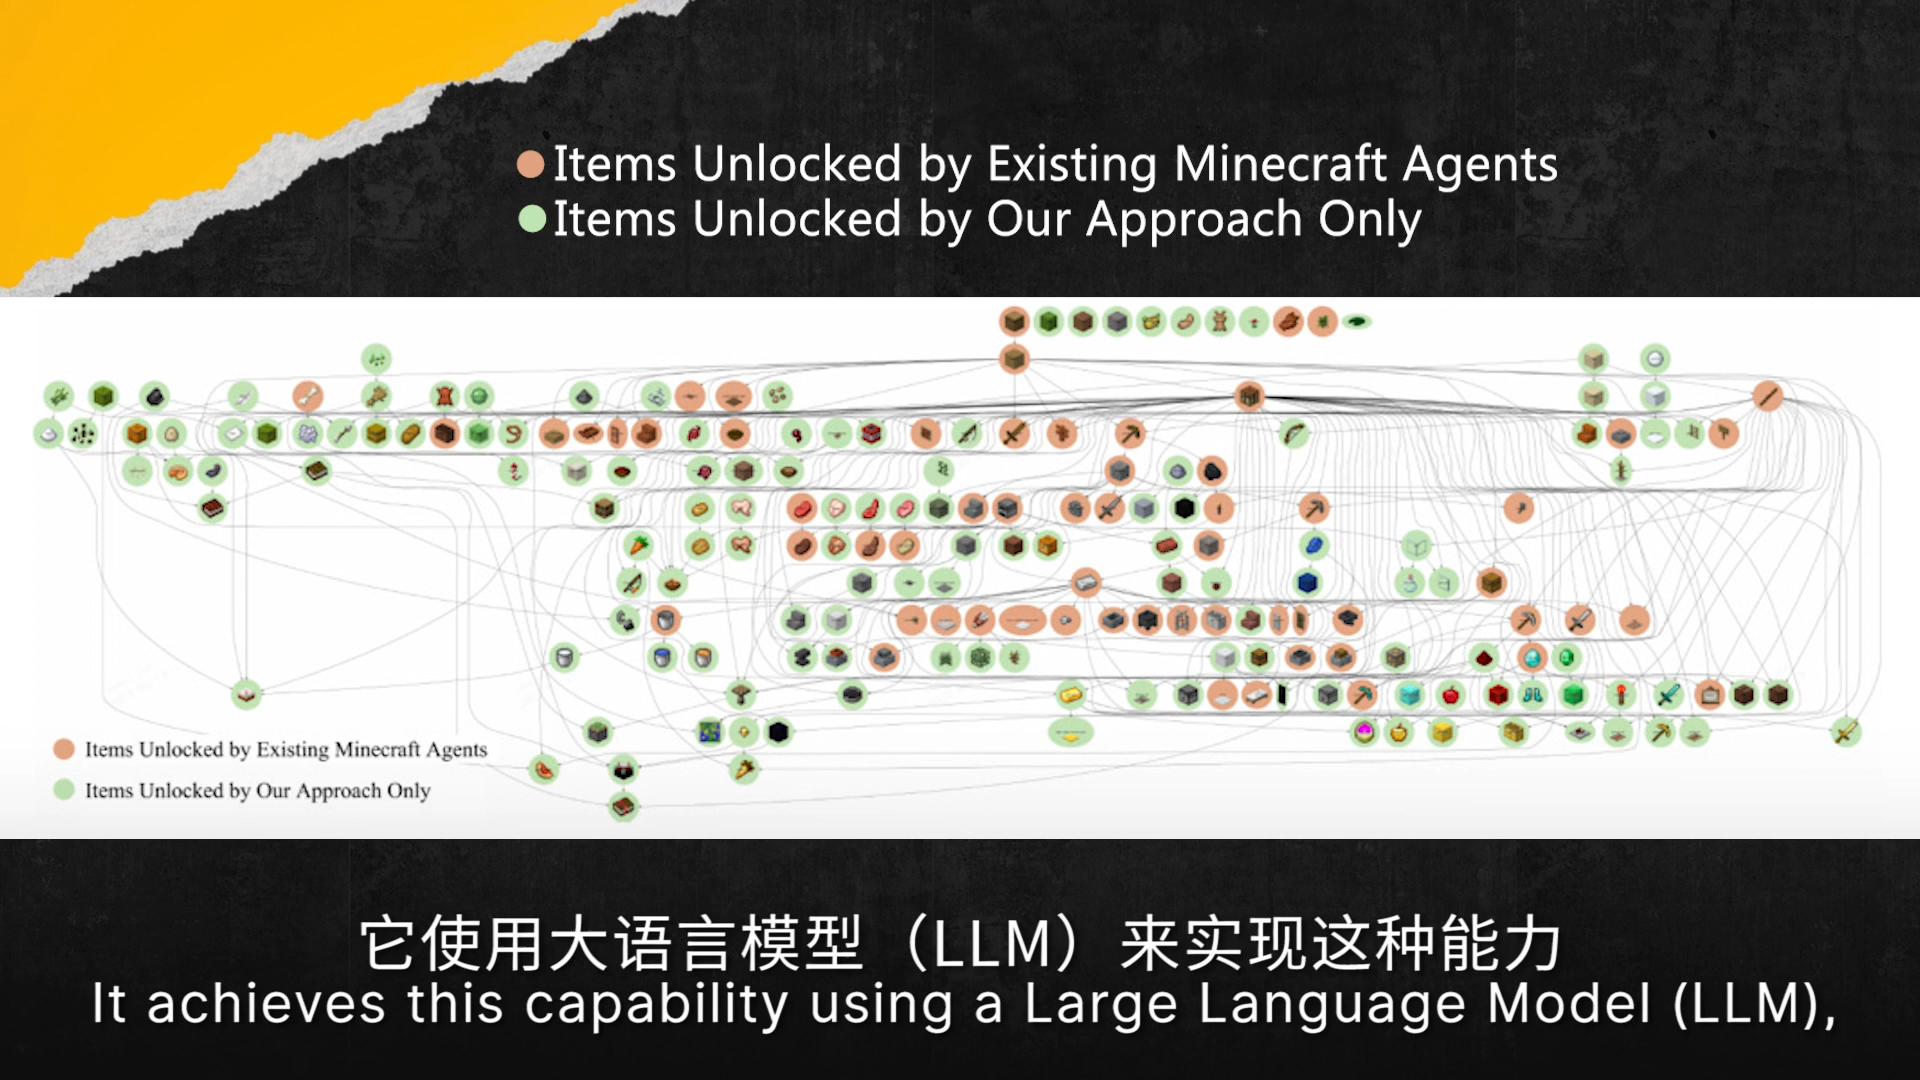 Items Unlocked by Existing Minecraft Agents
Items Unlocked by Our Approach Only
Items Unlocked by Existing Minecraft Agents
Items Unlocked by Our Approach Only
它使用大语言模型（LLM）来实现这种能力
It achieves this capability using a Large Language Model (LLM),